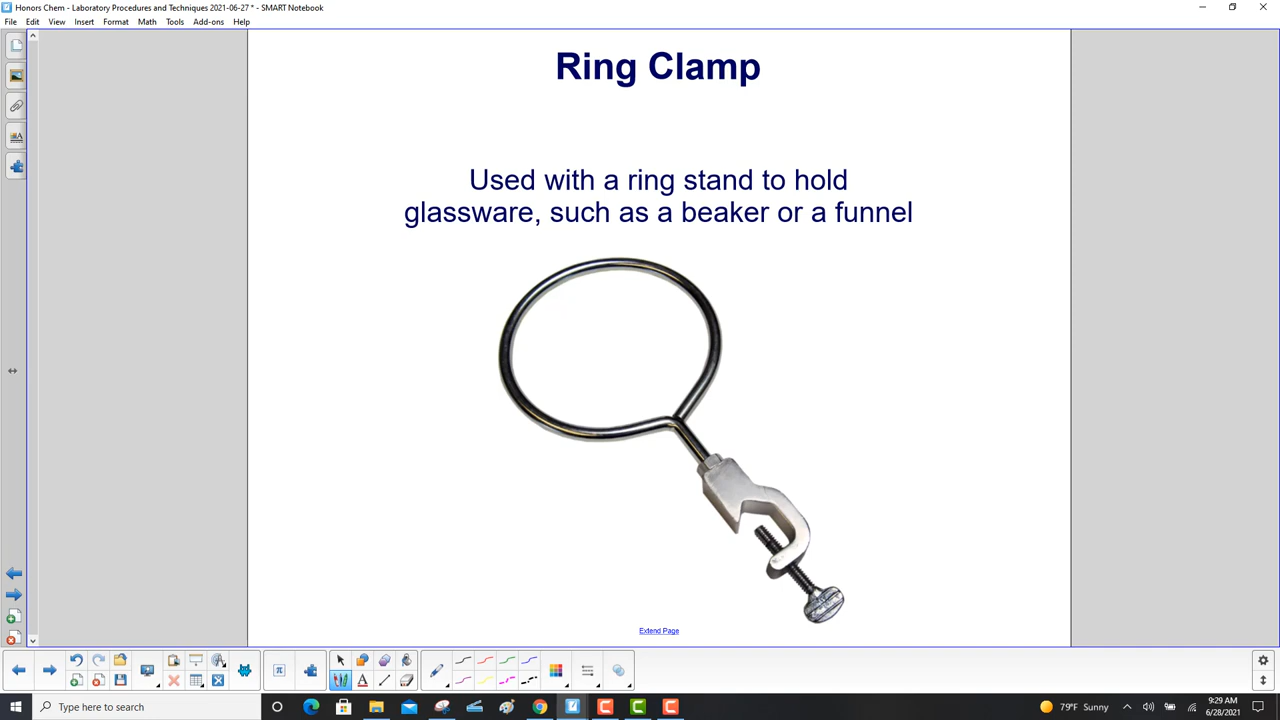 Honors Chem - Laboratory Procedures and Techniques 2021-06-27 * - SMART Notebook
File Edit View Insert Format Math Tools Add-ons Help
Ring Clamp
Used with a ring stand to hold
glassware, such as a beaker or a funnel
Extend Page
Type here to search
79°F Sunny
9:29 AM
6/28/2021